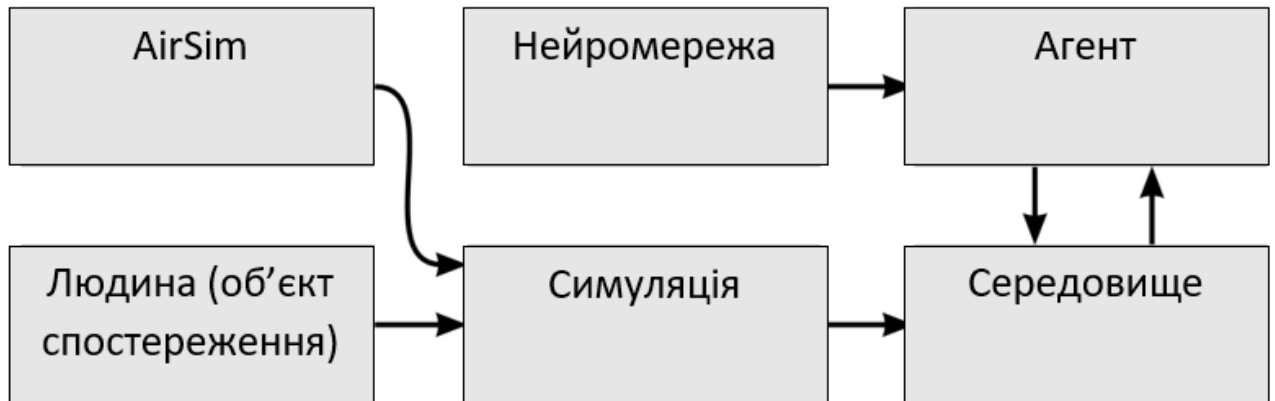 AirSim
Нейромережа
Агент
Людина (об’єкт
спостереження)
Симуляція
Середовище